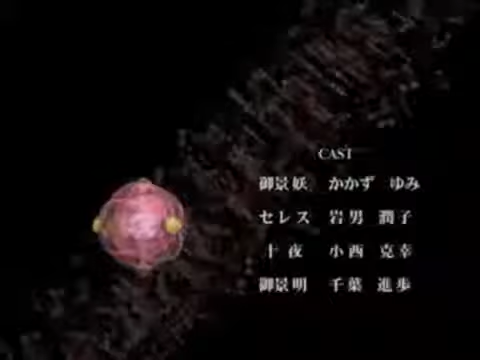 CAST
御景妖 かかず ゆみ
セレス 岩男 潤子
十夜 小西 克幸
御景明 千葉 進歩